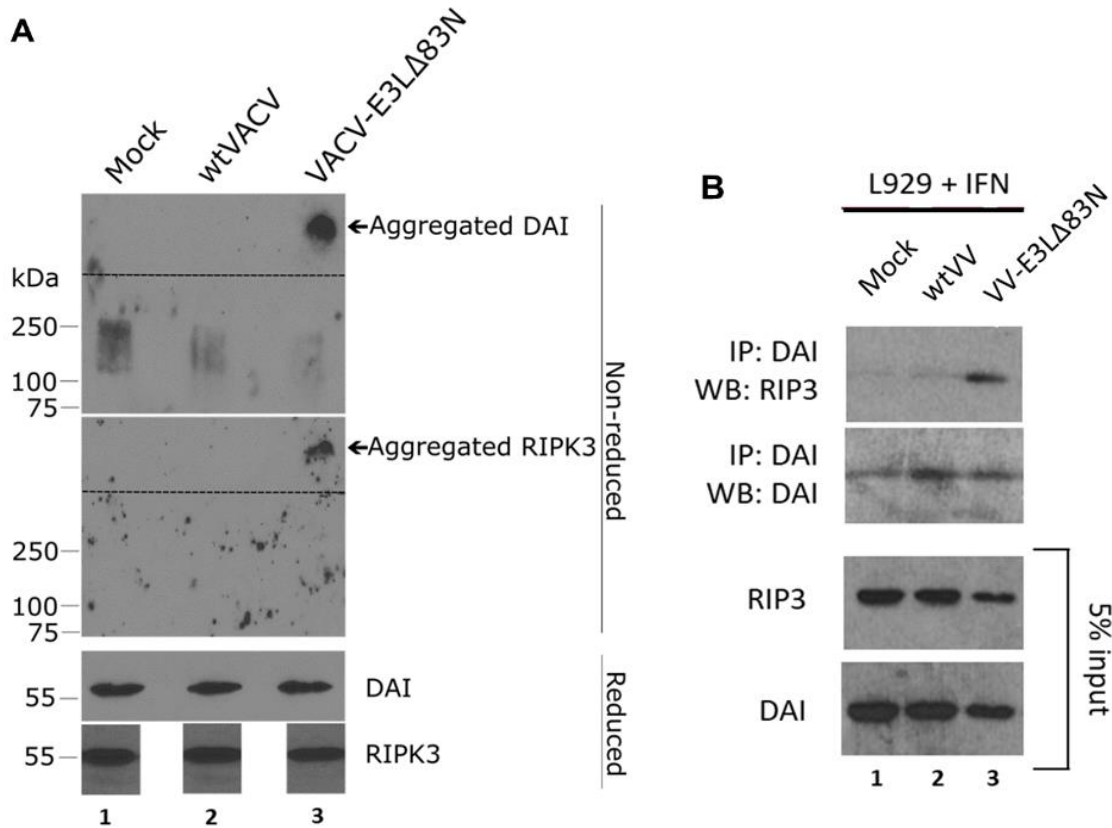 A
Mock
wtVACV
VACV-E3LΔ83N
←Aggregated DAI
kDa
250
100
75
←Aggregated RIPK3
250
100
75
Non-reduced
55
DAI
55
RIPK3
Reduced
1 2 3
B
L929 + IFN
Mock
wtVV
VV-E3LΔ83N
IP: DAI
WB: RIP3
IP: DAI
WB: DAI
RIP3
DAI
5% input
1 2 3